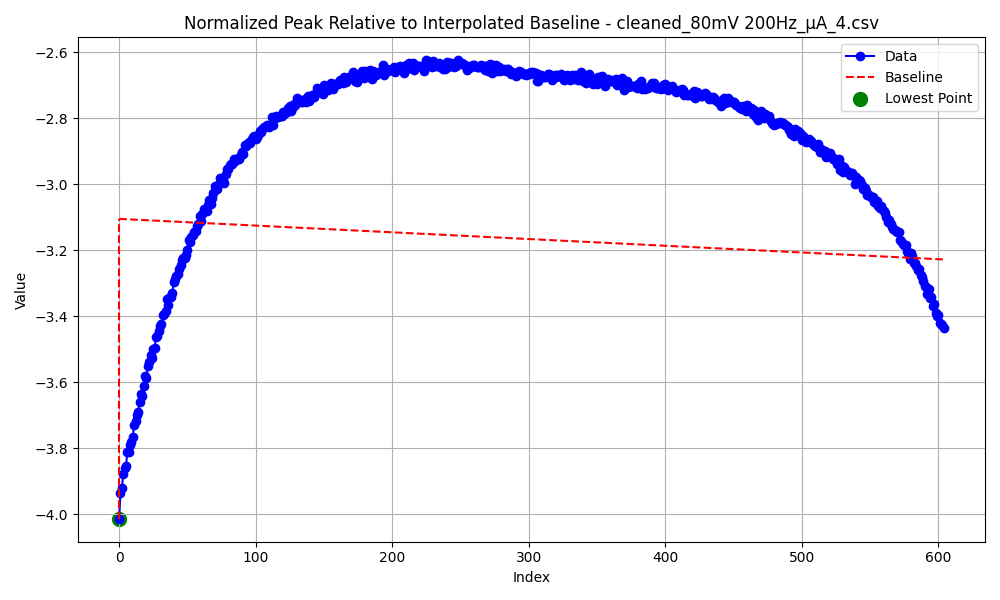 Normalized Peak Relative to Interpolated Baseline - cleaned_80mV 200Hz_μA_4.csv
Data
Baseline
Lowest Point
−2.6
−2.8
−3.0
−3.2
−3.4
−3.6
−3.8
−4.0
Value
0 100 200 300 400 500 600
Index